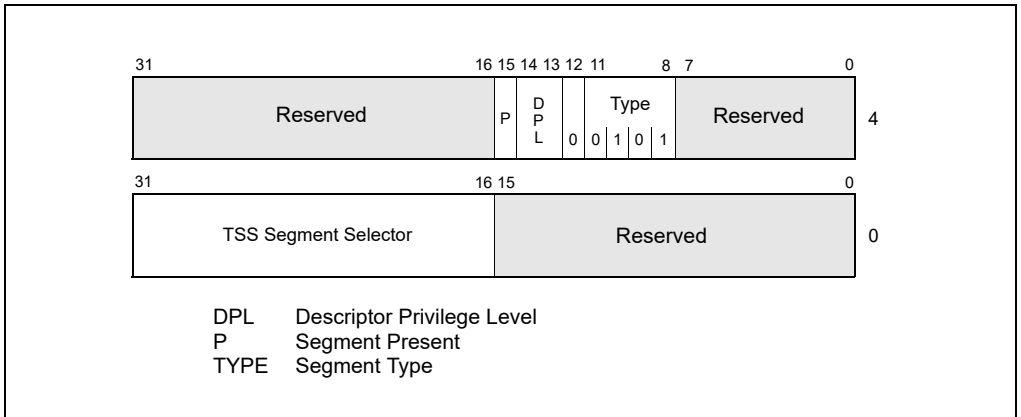 31 16 15 14 13 12 11 8 7 0
Reserved P DPL 0 Type 0 1 0 1 Reserved 4
31 16 15 0
TSS Segment Selector Reserved 0
DPL Descriptor Privilege Level
P Segment Present
TYPE Segment Type